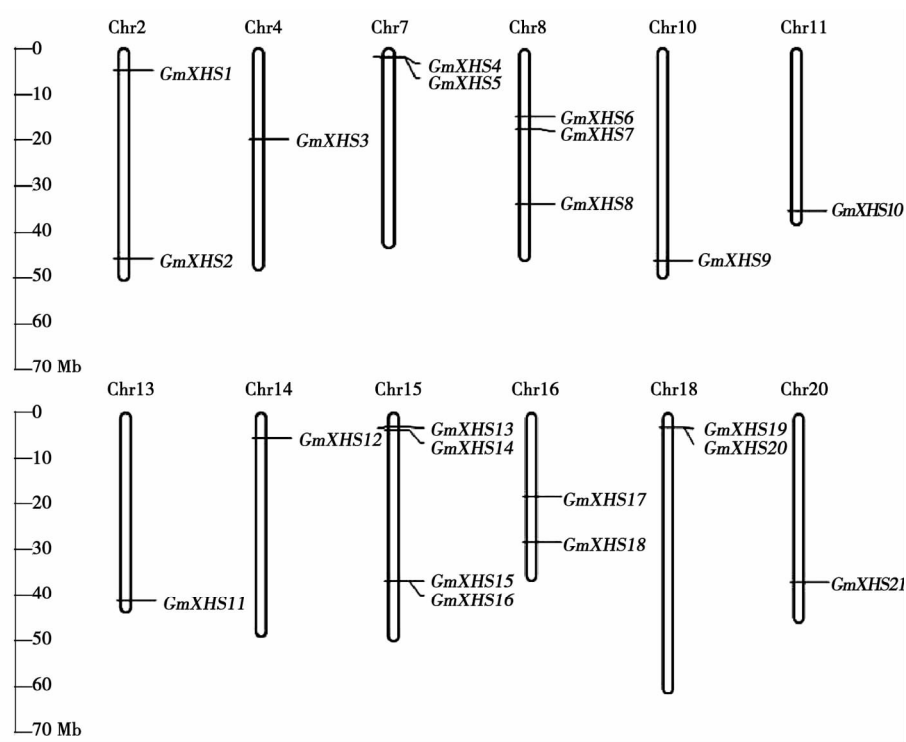 Chr2 Chr4 Chr7 Chr8 Chr10 Chr11
0
GmXHS1
GmXHS4
GmXHS5
10
GmXHS6
GmXHS7
20
GmXHS3
30
GmXHS8
GmXHS10
40
GmXHS2
GmXHS9
50
60
70 Mb
Chr13 Chr14 Chr15 Chr16 Chr18 Chr20
0
GmXHS12
GmXHS13
GmXHS14
GmXHS19
GmXHS20
10
20
GmXHS17
30
GmXHS18
GmXHS15
GmXHS16
GmXHS21
40
GmXHS11
50
60
70 Mb